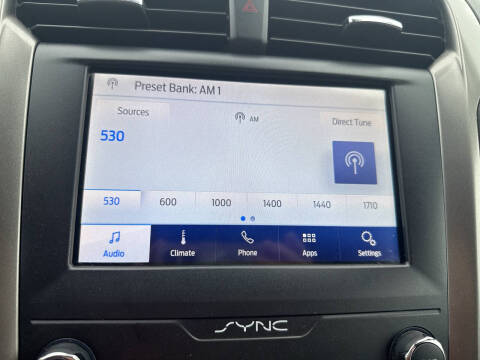 Preset Bank: AM 1
Sources
AM
Direct Tune
530
530 600 1000 1400 1440 1710
Audio Climate Phone Apps Settings
SYNC